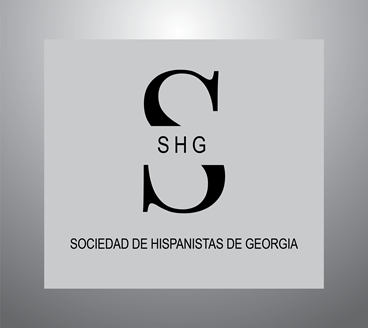 S
SHG
SOCIEDAD DE HISPANISTAS DE GEORGIA